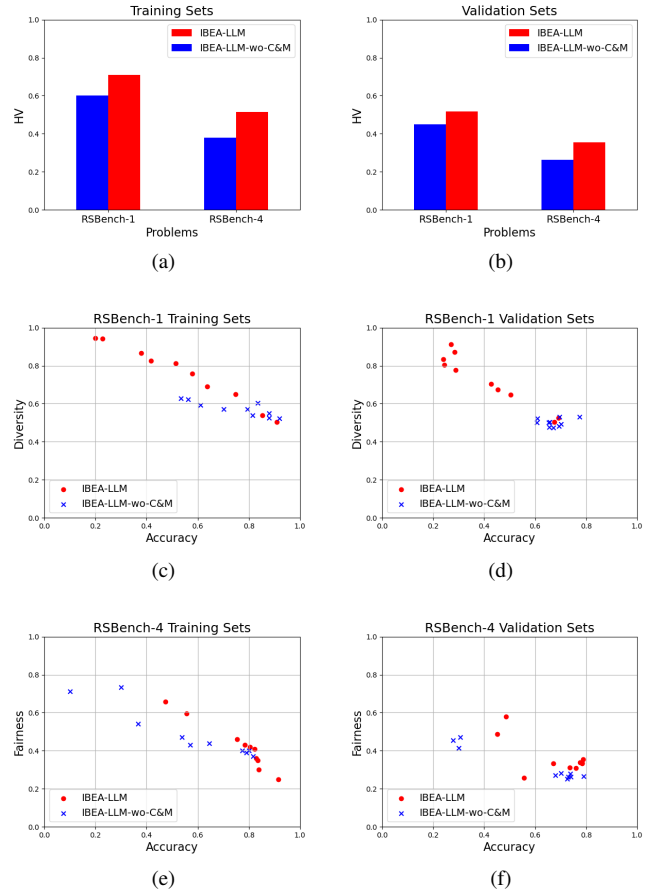 Training Sets
HV
1.0
0.8
0.6
0.4
0.2
0.0
IBEA-LLM
IBEA-LLM-wo-C&M
RSBench-1 RSBench-4
Problems
(a)
Validation Sets
HV
1.0
0.8
0.6
0.4
0.2
0.0
IBEA-LLM
IBEA-LLM-wo-C&M
RSBench-1 RSBench-4
Problems
(b)
RSBench-1 Training Sets
Diversity
1.0
0.8
0.6
0.4
0.2
0.0
IBEA-LLM
IBEA-LLM-wo-C&M
0.0 0.2 0.4 0.6 0.8 1.0
Accuracy
(c)
RSBench-1 Validation Sets
Diversity
1.0
0.8
0.6
0.4
0.2
0.0
IBEA-LLM
IBEA-LLM-wo-C&M
0.0 0.2 0.4 0.6 0.8 1.0
Accuracy
(d)
RSBench-4 Training Sets
Fairness
1.0
0.8
0.6
0.4
0.2
0.0
IBEA-LLM
IBEA-LLM-wo-C&M
0.0 0.2 0.4 0.6 0.8 1.0
Accuracy
(e)
RSBench-4 Validation Sets
Fairness
1.0
0.8
0.6
0.4
0.2
0.0
IBEA-LLM
IBEA-LLM-wo-C&M
0.0 0.2 0.4 0.6 0.8 1.0
Accuracy
(f)